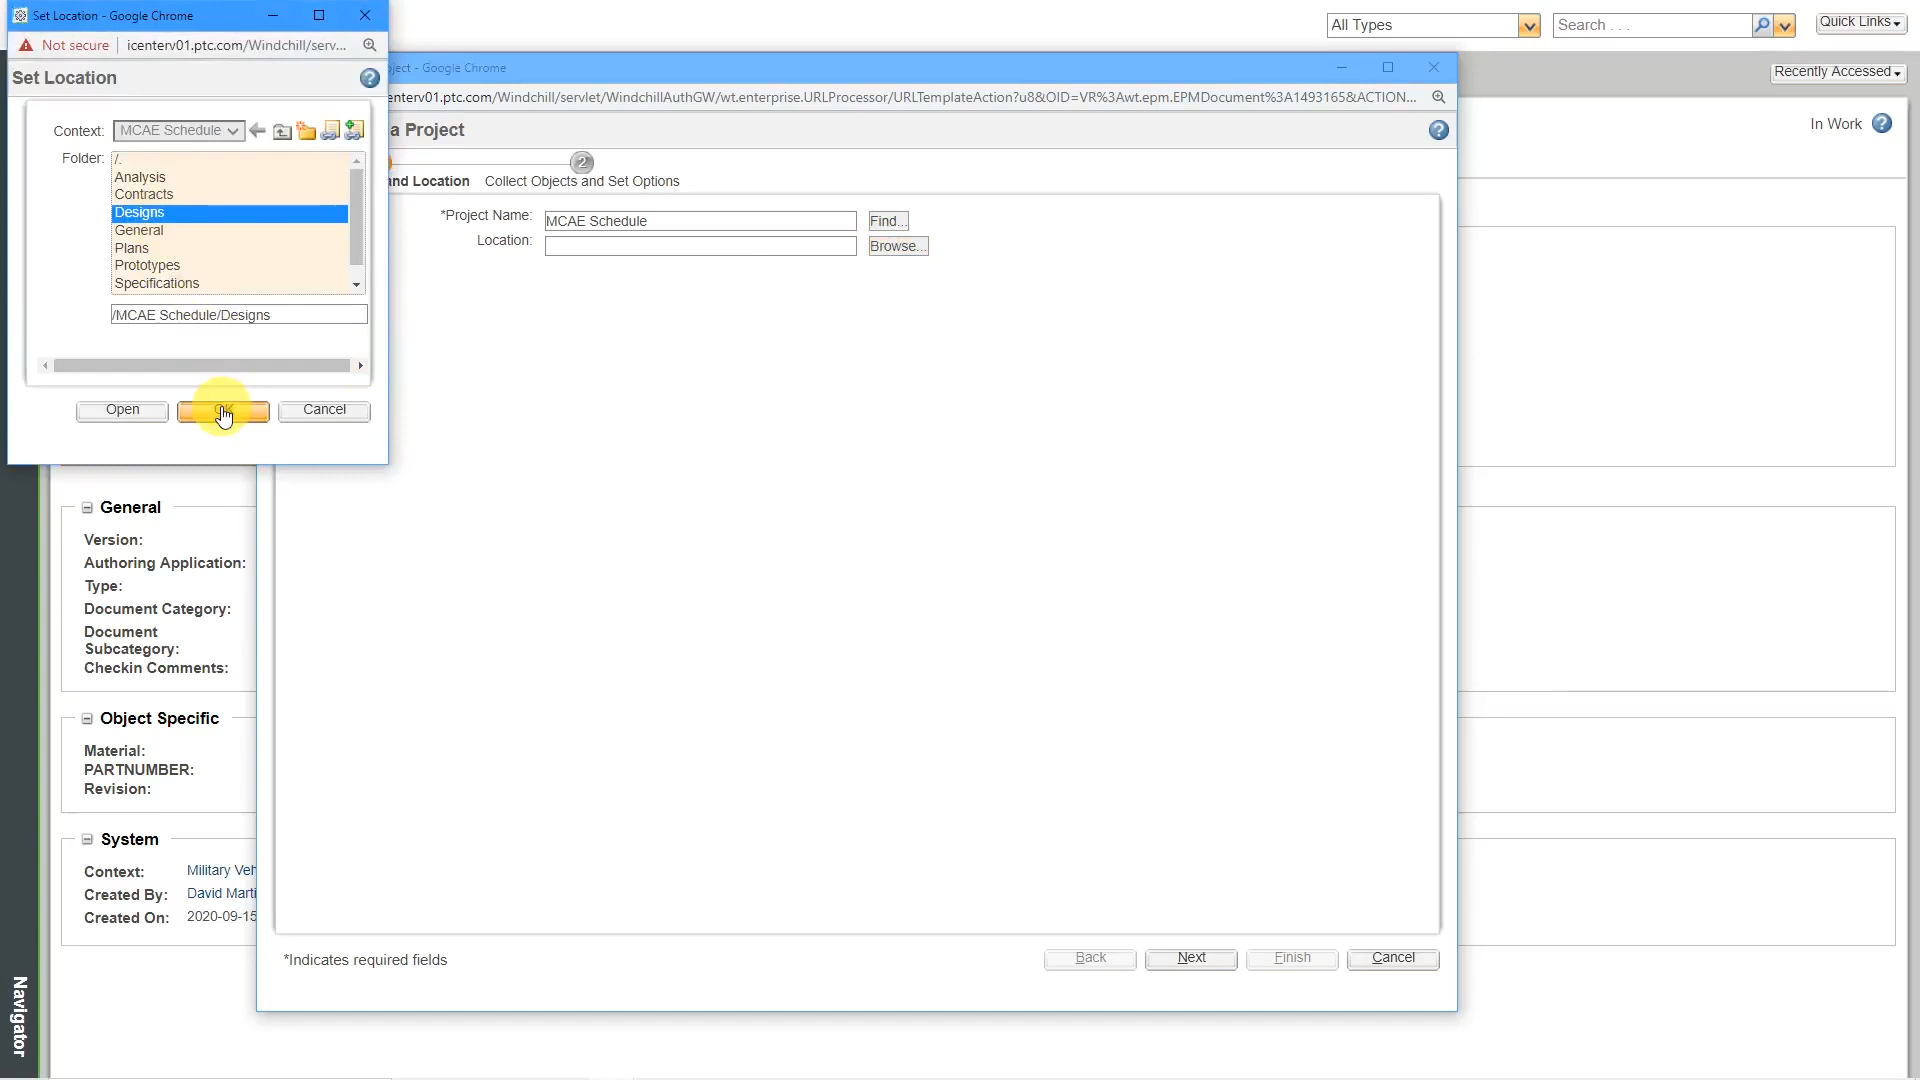 Set Location - Google Chrome
Not secure
icenterv01.ptc.com/Windchill/serv...
Set Location
Context:
MCAE Schedule
Folder:
/.
Analysis
Contracts
Designs
General
Plans
Prototypes
Specifications
/MCAE Schedule/Designs
Open
OK
Cancel
All Types
Search . . .
Quick Links
Recently Accessed
In Work
ject - Google Chrome
enterv01.ptc.com/Windchill/servlet/WindchillAuthGW/wt.enterprise.URLProcessor/URLTemplateAction?u8&OID=VR%3Awt.epm.EPMDocument%3A1493165&ACTION...
a Project
2
and Location
Collect Objects and Set Options
*Project Name:
MCAE Schedule
Find...
Location:
Browse...
General
Version:
Authoring Application:
Type:
Document Category:
Document
Subcategory:
Checkin Comments:
Object Specific
Material:
PARTNUMBER:
Revision:
System
Context:
Military Veh
Created By:
David Marti
Created On:
2020-09-15
*Indicates required fields
Back
Next
Finish
Cancel
Navigator